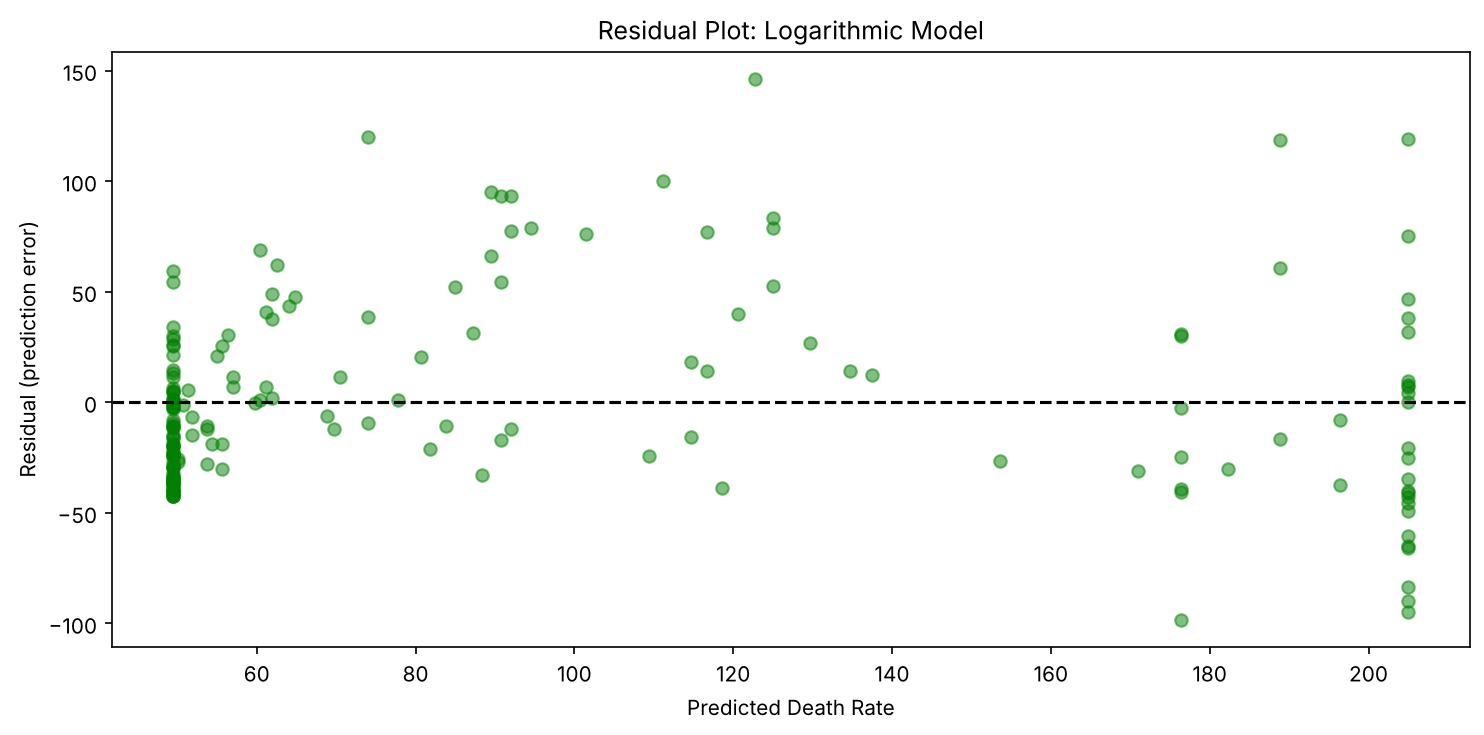 Residual Plot: Logarithmic Model
150
100
50
0
−50
−100
Residual (prediction error)
60 80 100 120 140 160 180 200
Predicted Death Rate